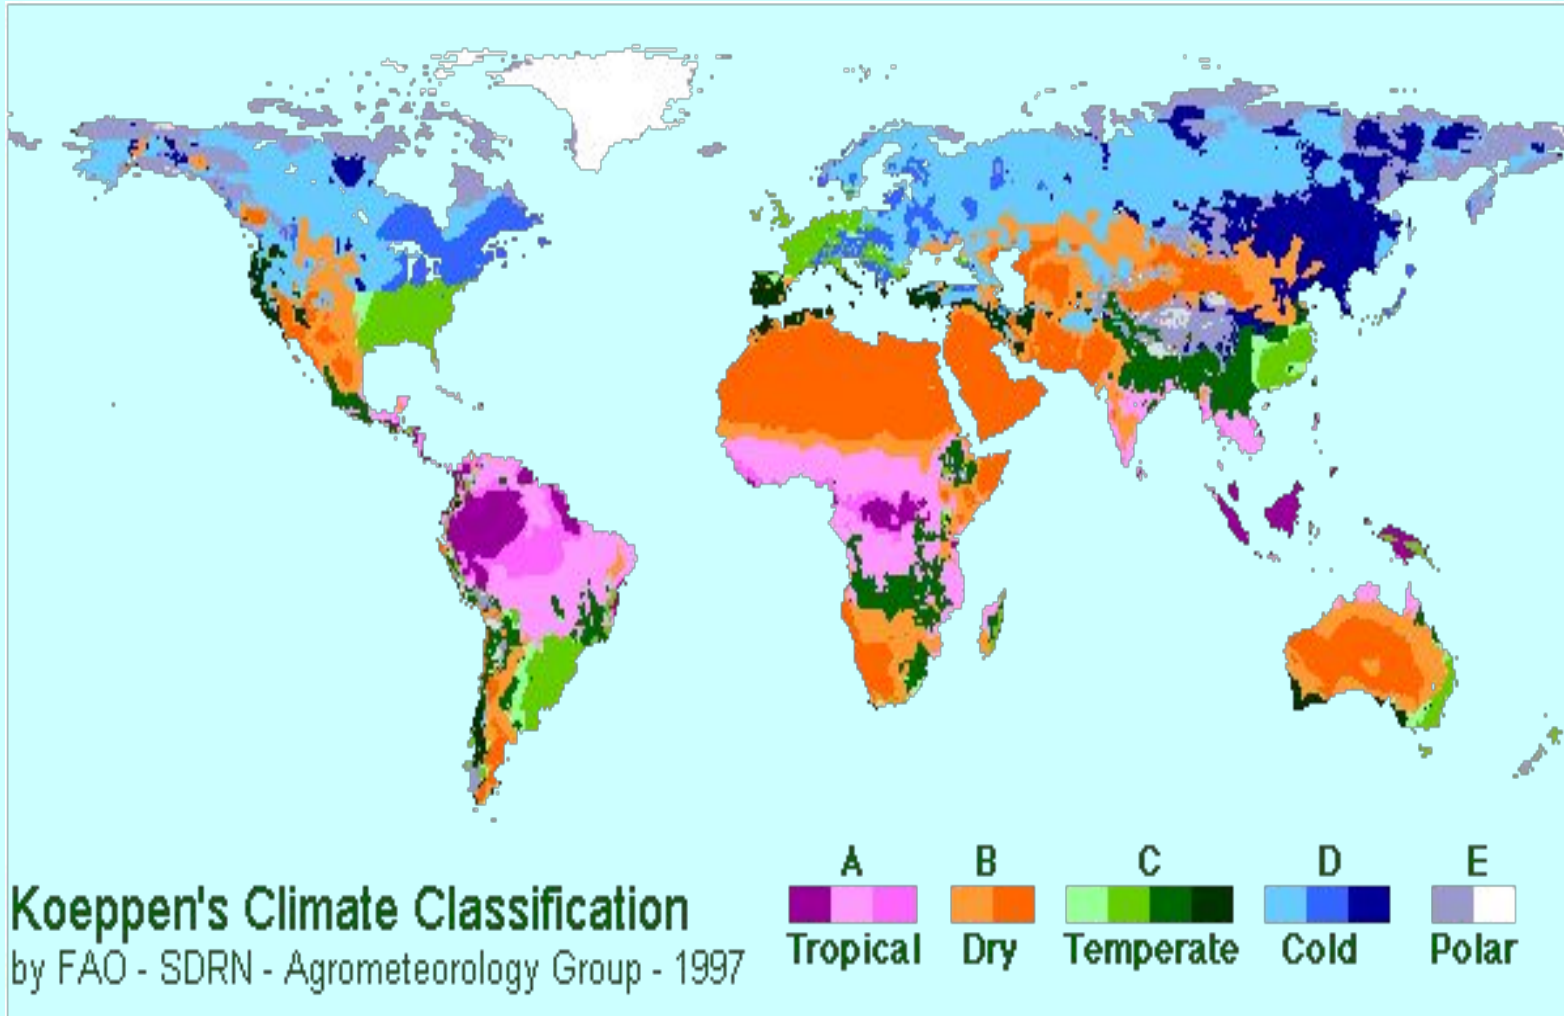 A B C D E
Tropical Dry Temperate Cold Polar
Koeppen's Climate Classification
by FAO - SDRN - Agrometeorology Group - 1997